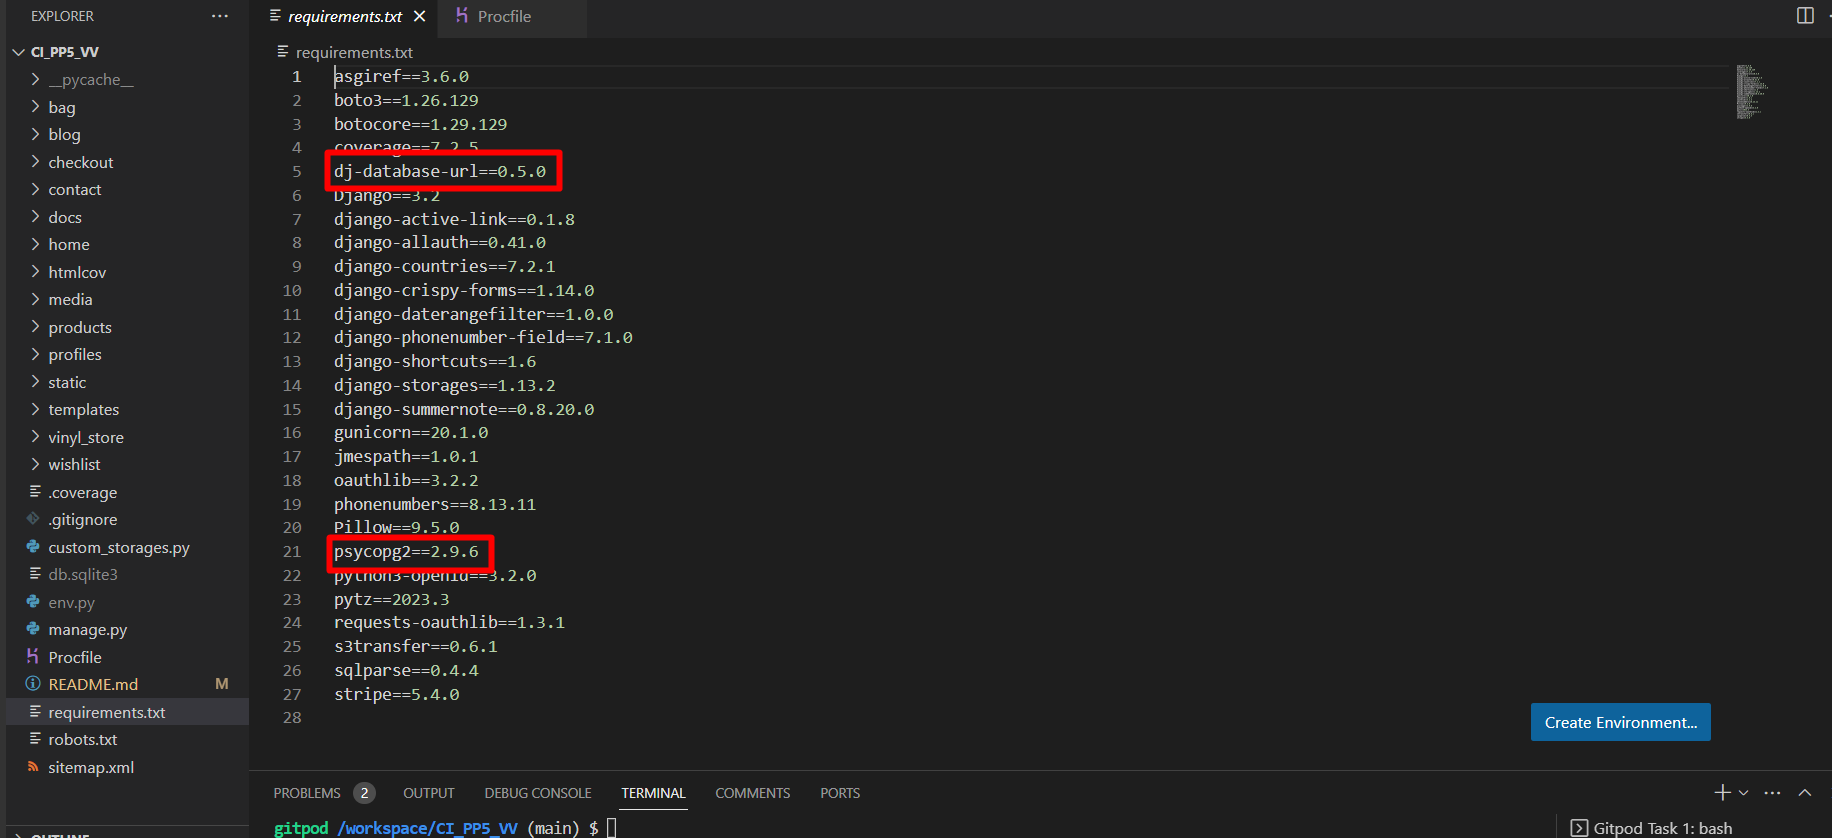 EXPLORER
CI_PP5_VV
__pycache__
bag
blog
checkout
contact
docs
home
htmlcov
media
products
profiles
static
templates
vinyl_store
wishlist
.coverage
.gitignore
custom_storages.py
db.sqlite3
env.py
manage.py
Procfile
README.md M
requirements.txt
robots.txt
sitemap.xml
OUTLINE
requirements.txt
Procfile
requirements.txt
1 asgiref==3.6.0
2 boto3==1.26.129
3 botocore==1.29.129
4 coverage==7.2.5
5 dj-database-url==0.5.0
6 Django==3.2
7 django-active-link==0.1.8
8 django-allauth==0.41.0
9 django-countries==7.2.1
10 django-crispy-forms==1.14.0
11 django-daterangefilter==1.0.0
12 django-phonenumber-field==7.1.0
13 django-shortcuts==1.6
14 django-storages==1.13.2
15 django-summernote==0.8.20.0
16 gunicorn==20.1.0
17 jmespath==1.0.1
18 oauthlib==3.2.2
19 phonenumbers==8.13.11
20 Pillow==9.5.0
21 psycopg2==2.9.6
22 python3-openid==3.2.0
23 pytz==2023.3
24 requests-oauthlib==1.3.1
25 s3transfer==0.6.1
26 sqlparse==0.4.4
27 stripe==5.4.0
28
Create Environment...
PROBLEMS 2 OUTPUT DEBUG CONSOLE TERMINAL COMMENTS PORTS
gitpod /workspace/CI_PP5_VV (main) $
Gitpod Task 1: bash